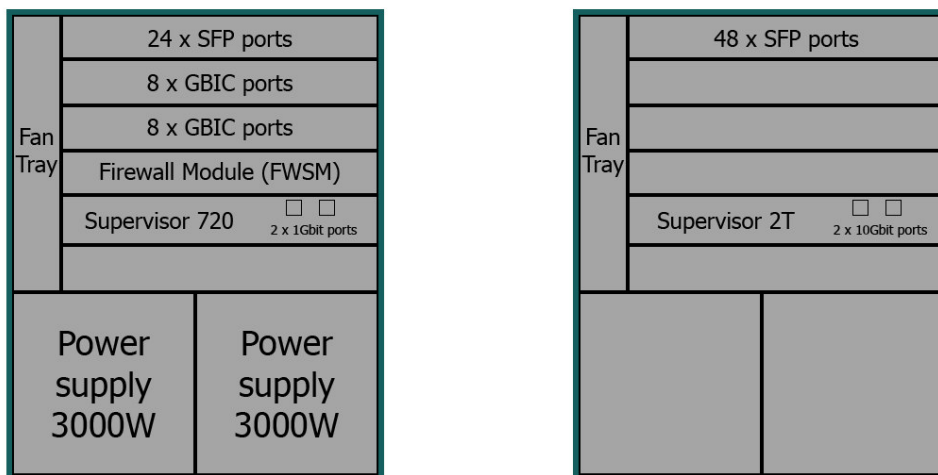 24 x SFP ports
8 x GBIC ports
8 x GBIC ports
Fan
Tray
Firewall Module (FWSM)
Supervisor 720
2 x 1Gbit ports
Power
supply
3000W
Power
supply
3000W
48 x SFP ports
Fan
Tray
Supervisor 2T
2 x 10Gbit ports